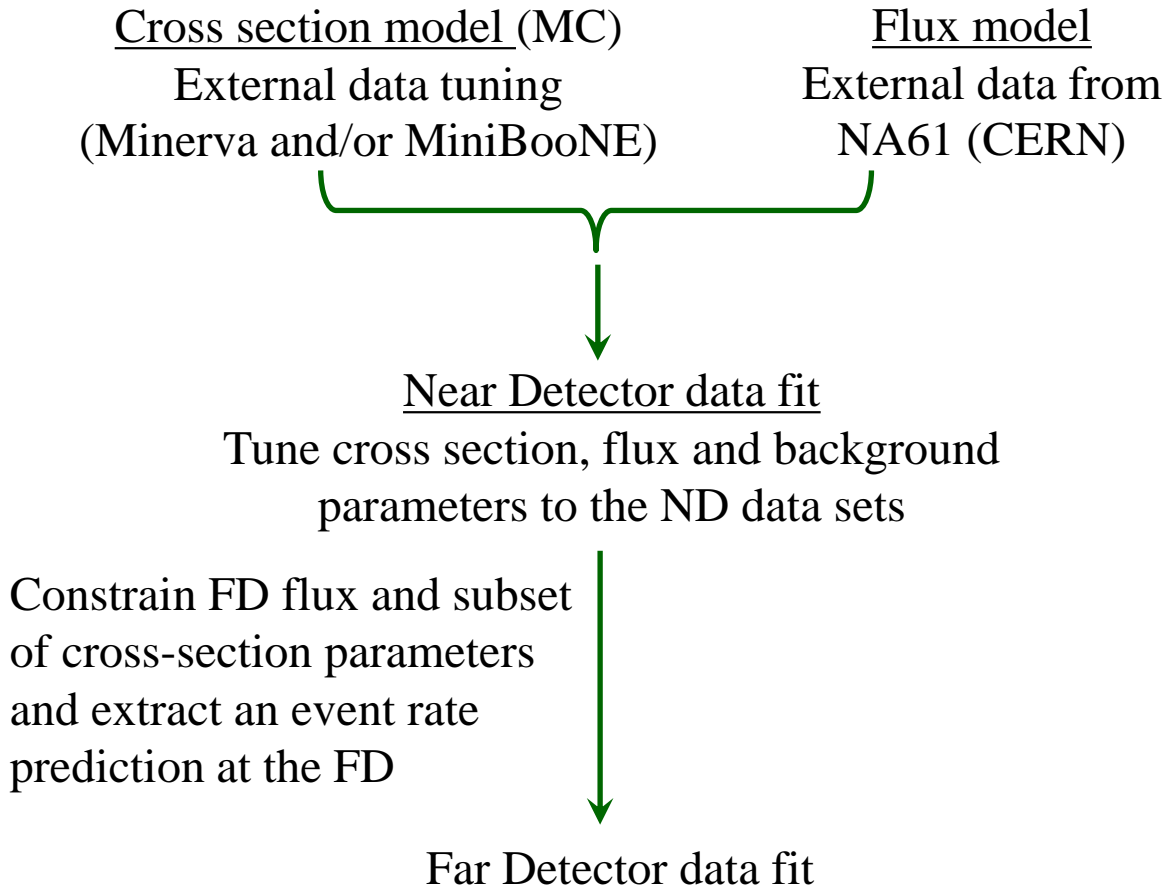 Cross section model (MC)
External data tuning
(Minerva and/or MiniBooNE)
Flux model
External data from
NA61 (CERN)
Near Detector data fit
Tune cross section, flux and background
parameters to the ND data sets
Constrain FD flux and subset
of cross-section parameters
and extract an event rate
prediction at the FD
Far Detector data fit